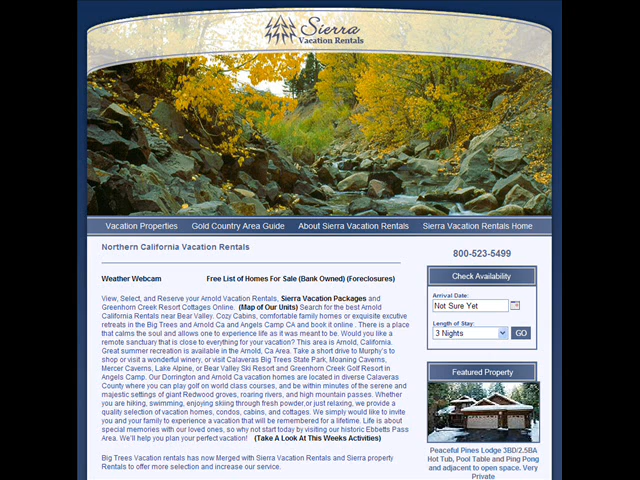 Sierra
Vacation Rentals
Vacation Properties Gold Country Area Guide About Sierra Vacation Rentals Sierra Vacation Rentals Home
Northern California Vacation Rentals
Weather Webcam Free List of Homes For Sale (Bank Owned) (Foreclosures)
View, Select, and Reserve your Arnold Vacation Rentals, Sierra Vacation Packages and
Greenhorn Creek Resort Cottages Online. (Map of Our Units) Search for the best Arnold
California Rentals near Bear Valley. Cozy Cabins, comfortable family homes or exquisite excutive
retreats in the Big Trees and Arnold Ca and Angels Camp CA and book it online . There is a place
that calms the soul and allows one to experience life as it was meant to be. Would you like a
remote sanctuary that is close to everything for your vacation? This area is Arnold, California.
Great summer recreation is available in the Arnold, Ca Area. Take a short drive to Murphy's to
shop or visit a wonderful winery, or visit Calaveras Big Trees State Park, Moaning Caverns,
Mercer Caverns, Lake Alpine, or Bear Valley Ski Resort and Greenhorn Creek Golf Resort in
Angels Camp. Our Dorrington and Arnold Ca vacation homes are located in diverse Calaveras
County where you can play golf on world class courses, and be within minutes of the serene and
majestic settings of giant Redwood groves, roaring rivers, and high mountain passes. Whether
you are hiking, swimming, enjoying skiing through fresh powder,or just relaxing, we provide a
quality selection of vacation homes, condos, cabins, and cottages. We simply would like to invite
you and your family to experience a vacation that will be remembered for a lifetime. Life is about
special memories with our loved ones, so why not start today by visiting our historic Ebbetts Pass
Area. We'll help you plan your perfect vacation! (Take A Look At This Weeks Activities)
Big Trees Vacation rentals has now Merged with Sierra Vacation Rentals and Sierra property
Rentals to offer more selection and increase our service.
800-523-5499
Check Availability
Arrival Date:
Not Sure Yet
Length of Stay:
3 Nights GO
Featured Property
Peaceful Pines Lodge 3BD/2.5BA
Hot Tub, Pool Table and Ping Pong
and adjacent to open space. Very
Private